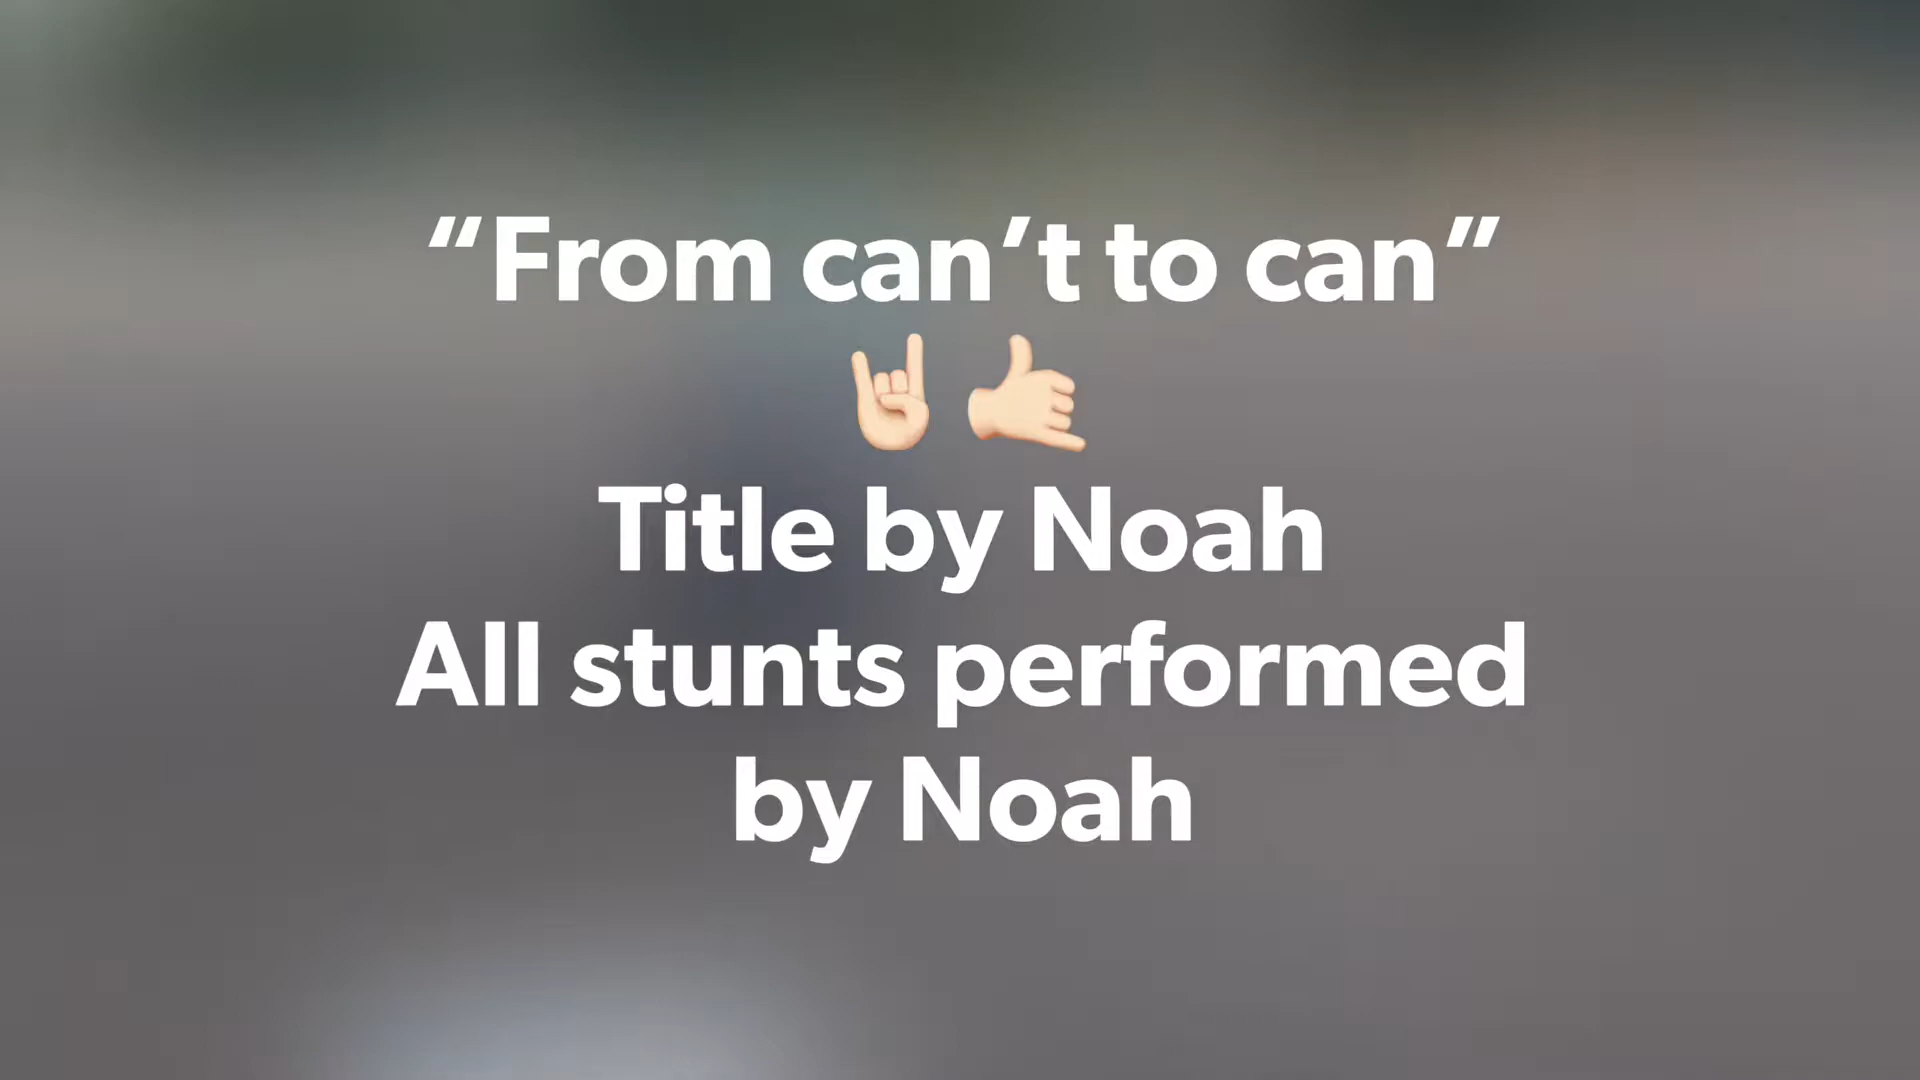 “From can’t to can”
🤘🏻 🤙🏻
Title by Noah
All stunts performed
by Noah